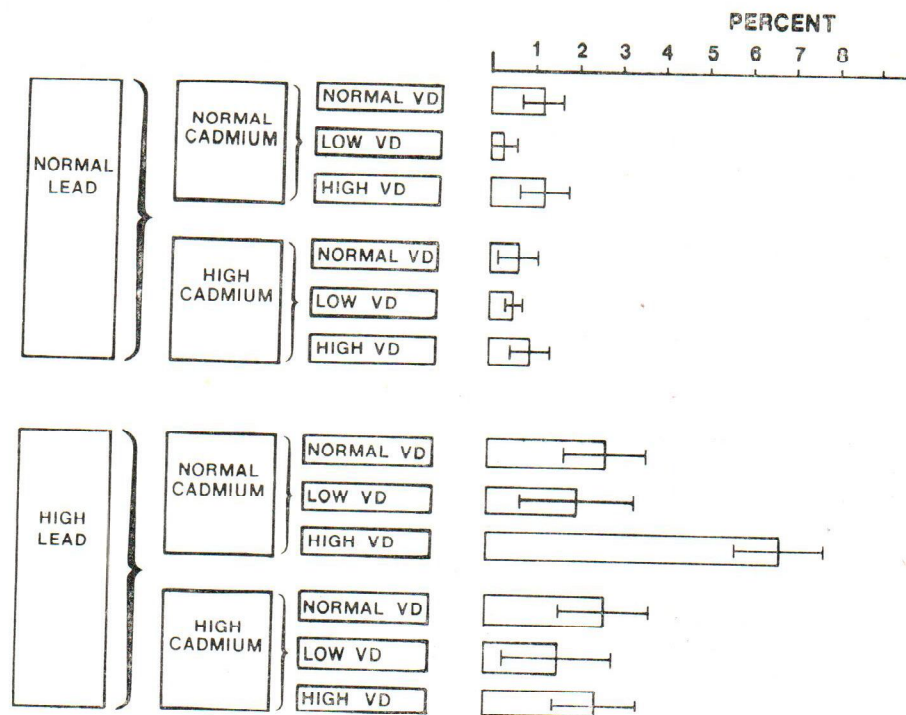 PERCENT
1 2 3 4 5 6 7 8
NORMAL
LEAD
NORMAL
CADMIUM
NORMAL VD
LOW VD
HIGH VD
HIGH
CADMIUM
NORMAL VD
LOW VD
HIGH VD
HIGH
LEAD
NORMAL
CADMIUM
NORMAL VD
LOW VD
HIGH VD
HIGH
CADMIUM
NORMAL VD
LOW VD
HIGH VD